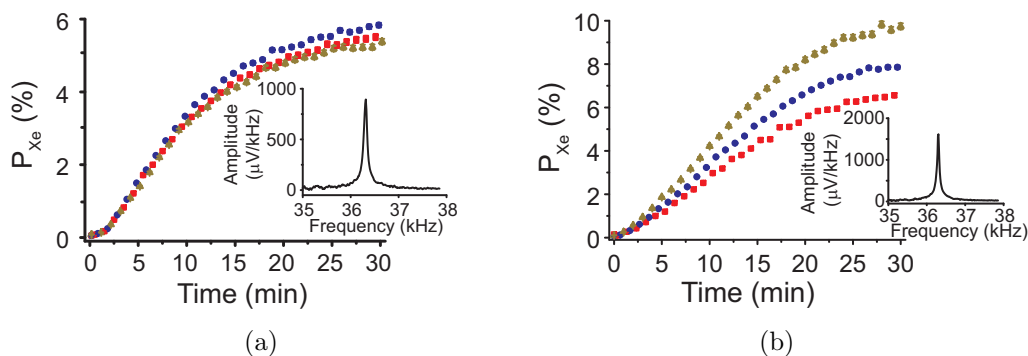 6
4
2
0
P_Xe (%)
0 5 10 15 20 25 30
Time (min)
1000
500
0
Amplitude
(µV/kHz)
35 36 37 38
Frequency (kHz)
(a)
10
8
6
4
2
0
P_Xe (%)
0 5 10 15 20 25 30
Time (min)
2000
1000
0
Amplitude
(µV/kHz)
35 36 37 38
Frequency (kHz)
(b)